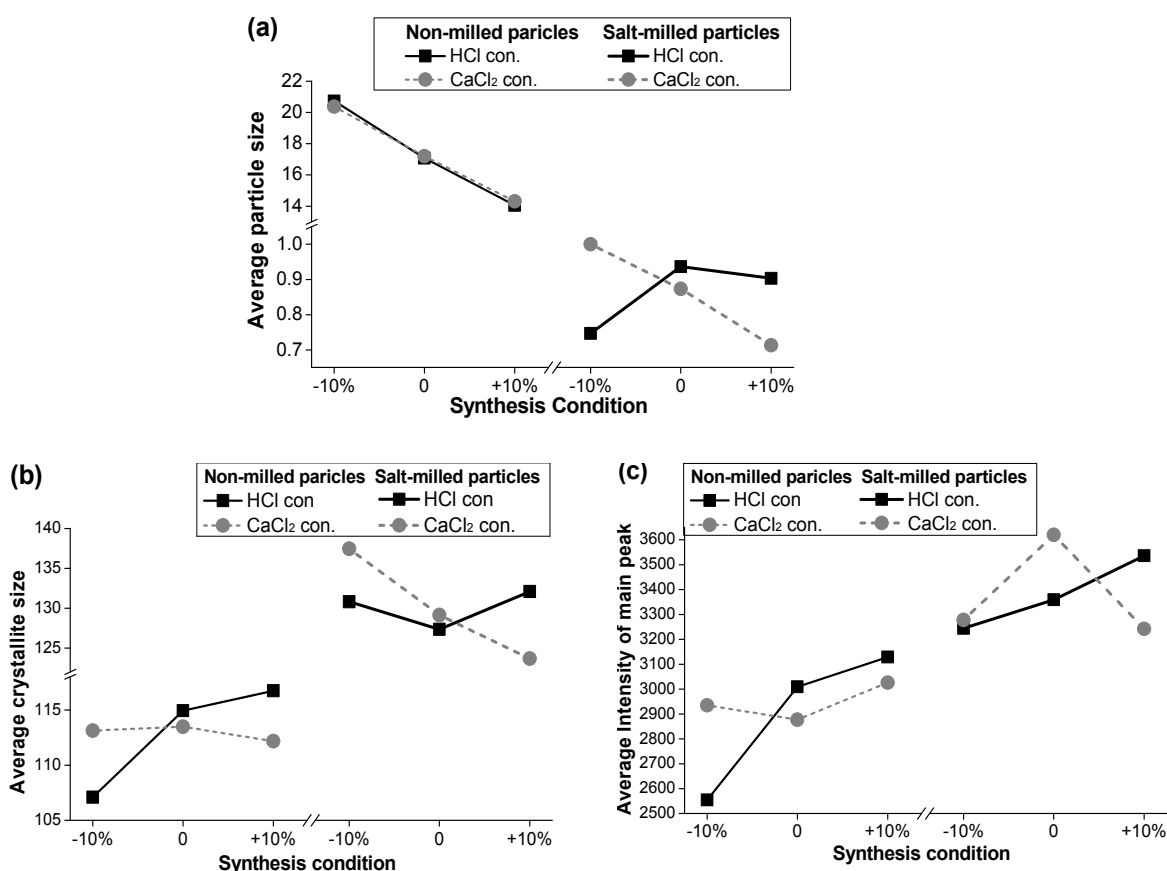 (a)
Non-milled paricles Salt-milled particles
HCl con. HCl con.
CaCl₂ con. CaCl₂ con.
22
20
18
16
14
1.0
0.9
0.8
0.7
Average particle size
-10% 0 +10% -10% 0 +10%
Synthesis Condition
(b)
Non-milled paricles Salt-milled particles
HCl con HCl con
CaCl₂ con. CaCl₂ con.
140
135
130
125
115
110
105
Average crystallite size
-10% 0 +10% -10% 0 +10%
Synthesis condition
(c)
Non-milled paricles Salt-milled particles
HCl con. HCl con.
CaCl₂ con. CaCl₂ con.
3600
3500
3400
3300
3200
3100
3000
2900
2800
2700
2600
2500
Average Intensity of main peak
-10% 0 +10% -10% 0 +10%
Synthesis condition